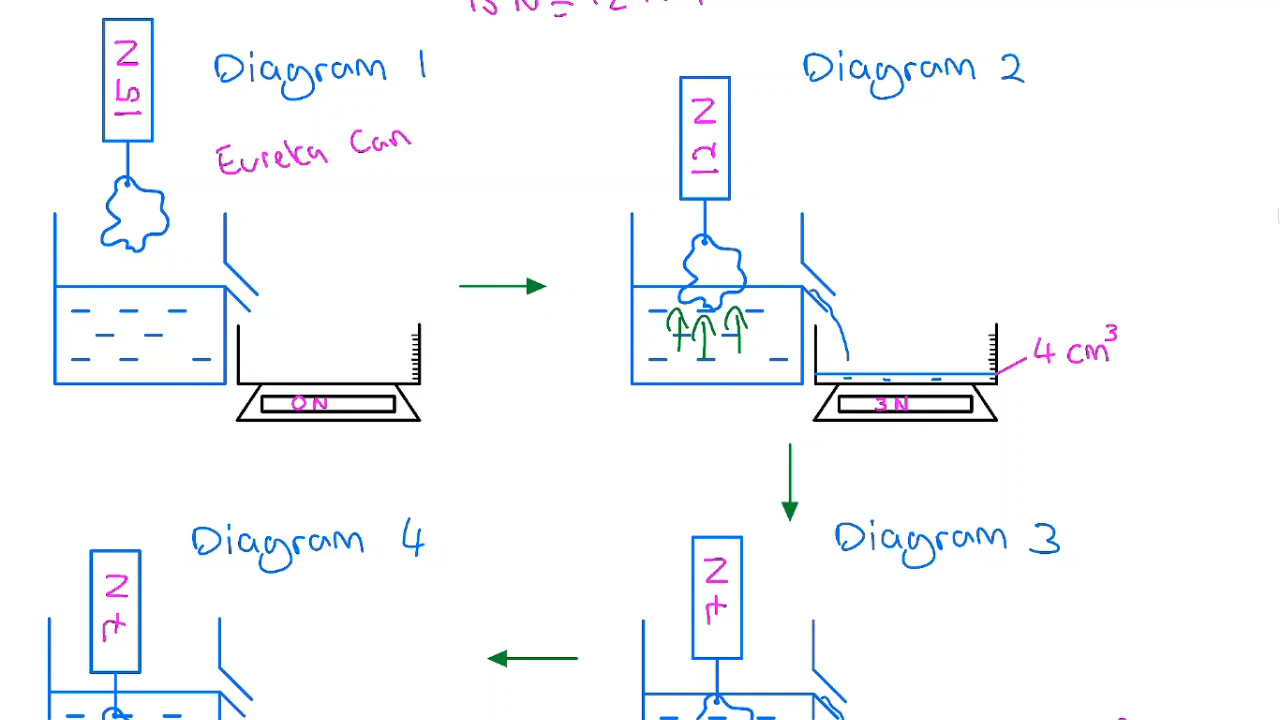 Diagram 1
15 N
Eureka Can
0 N
Diagram 2
12 N
4 cm³
3 N
Diagram 4
7 N
Diagram 3
7 N